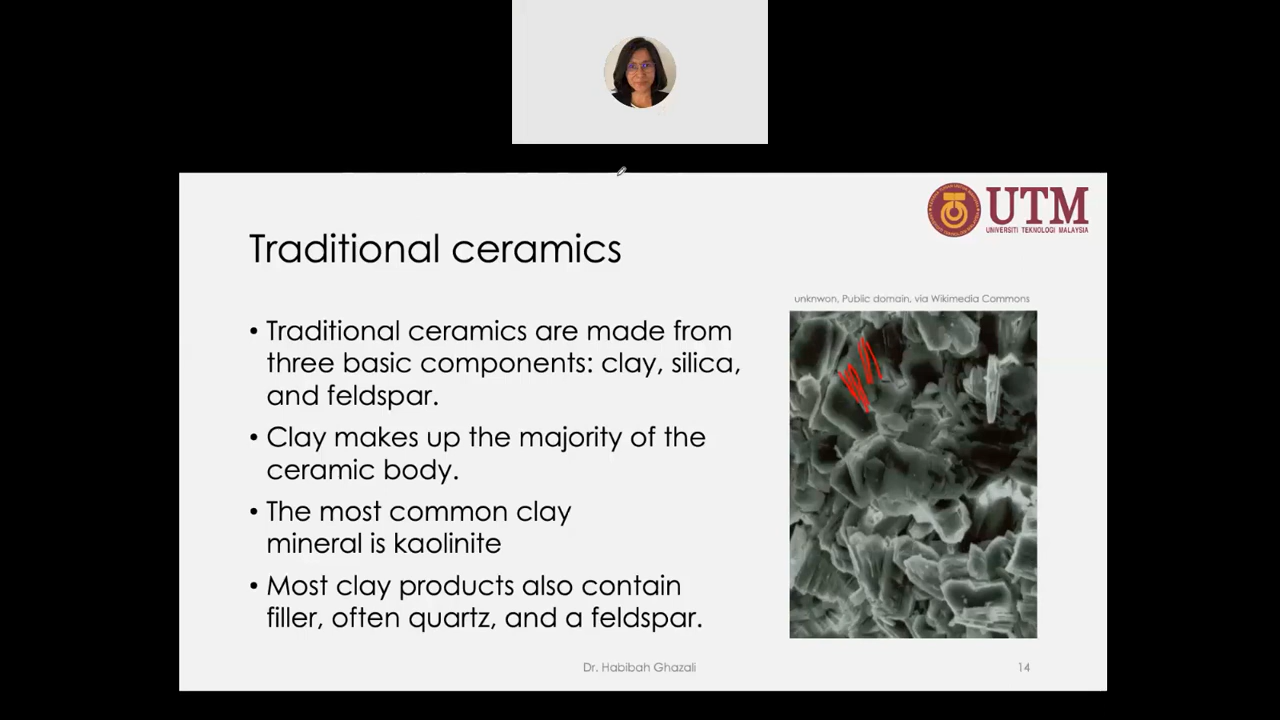 UTM
UNIVERSITI TEKNOLOGI MALAYSIA
Traditional ceramics
unknwon, Public domain, via Wikimedia Commons
• Traditional ceramics are made from
three basic components: clay, silica,
and feldspar.
• Clay makes up the majority of the
ceramic body.
• The most common clay
mineral is kaolinite
• Most clay products also contain
filler, often quartz, and a feldspar.
Dr. Habibah Ghazali
14